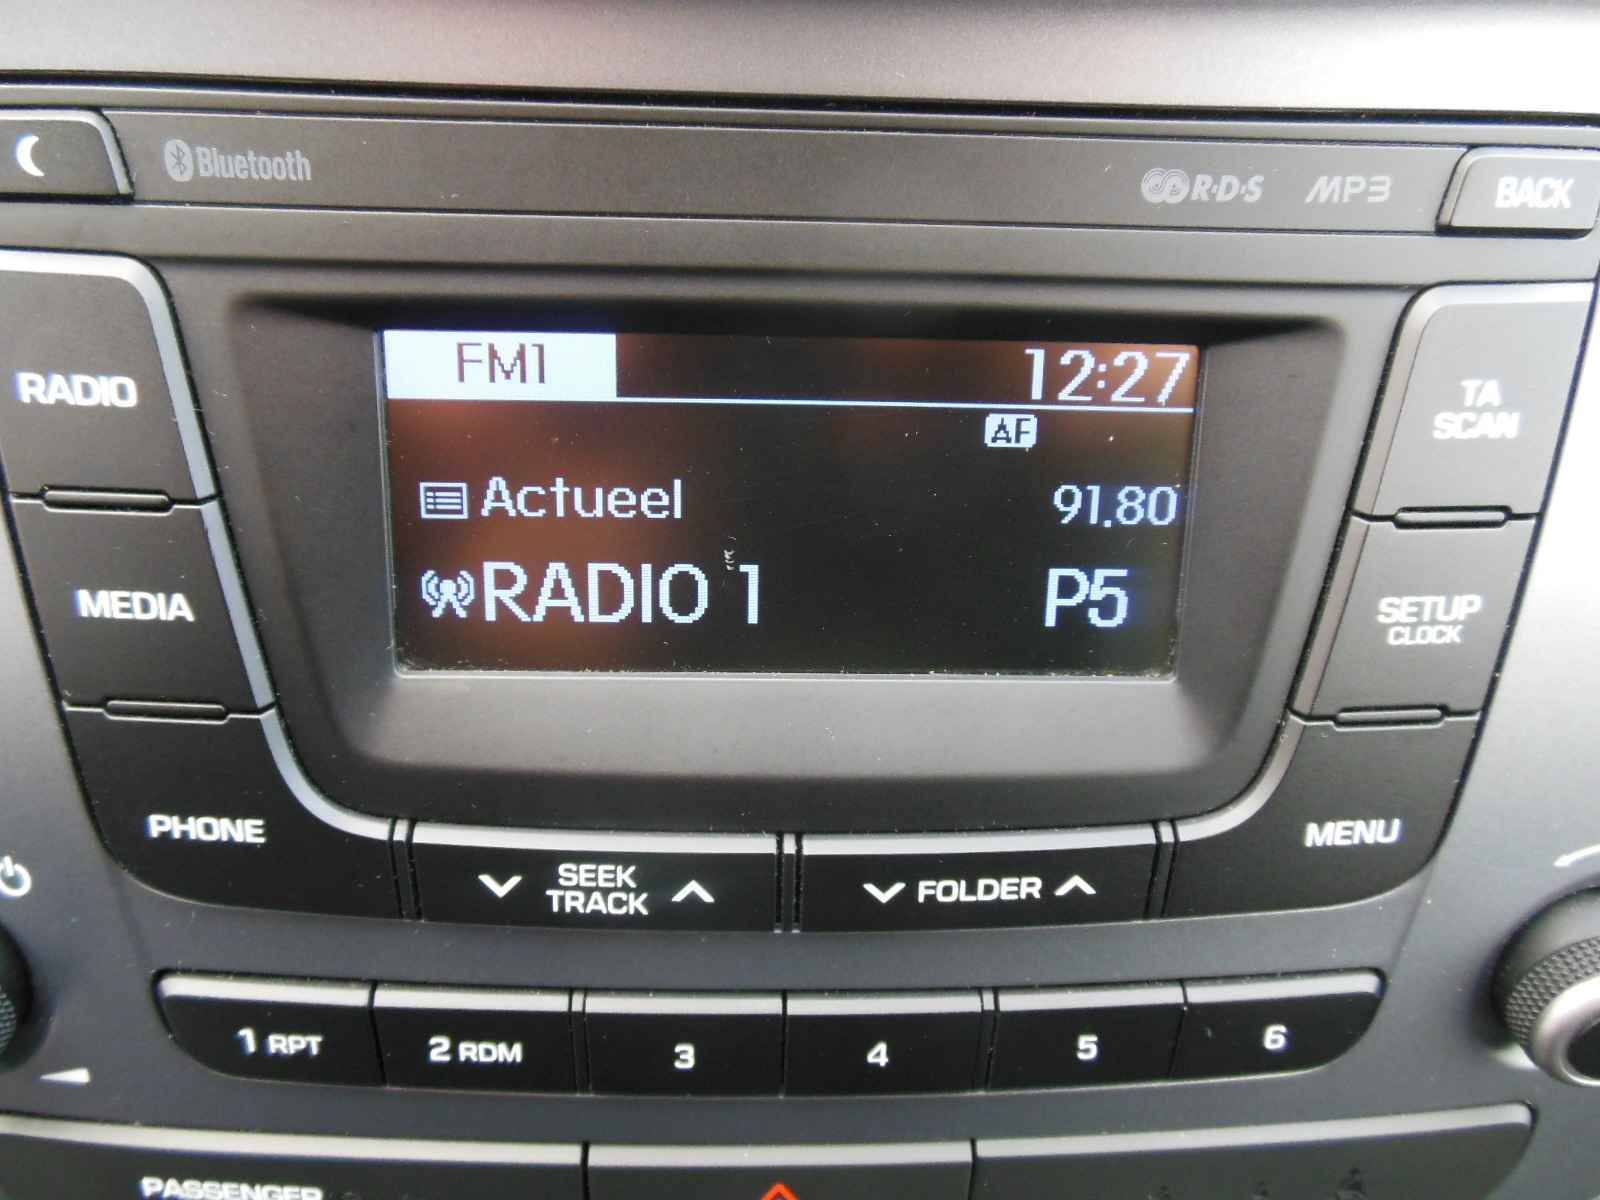 Bluetooth
R·D·S MP3
BACK
FM1 12:27
AF
RADIO
TA
SCAN
Actueel 91.80
RADIO 1 P5
MEDIA
SETUP
CLOCK
PHONE
MENU
SEEK
TRACK
FOLDER
1 RPT 2 RDM 3 4 5 6
PASSENGER